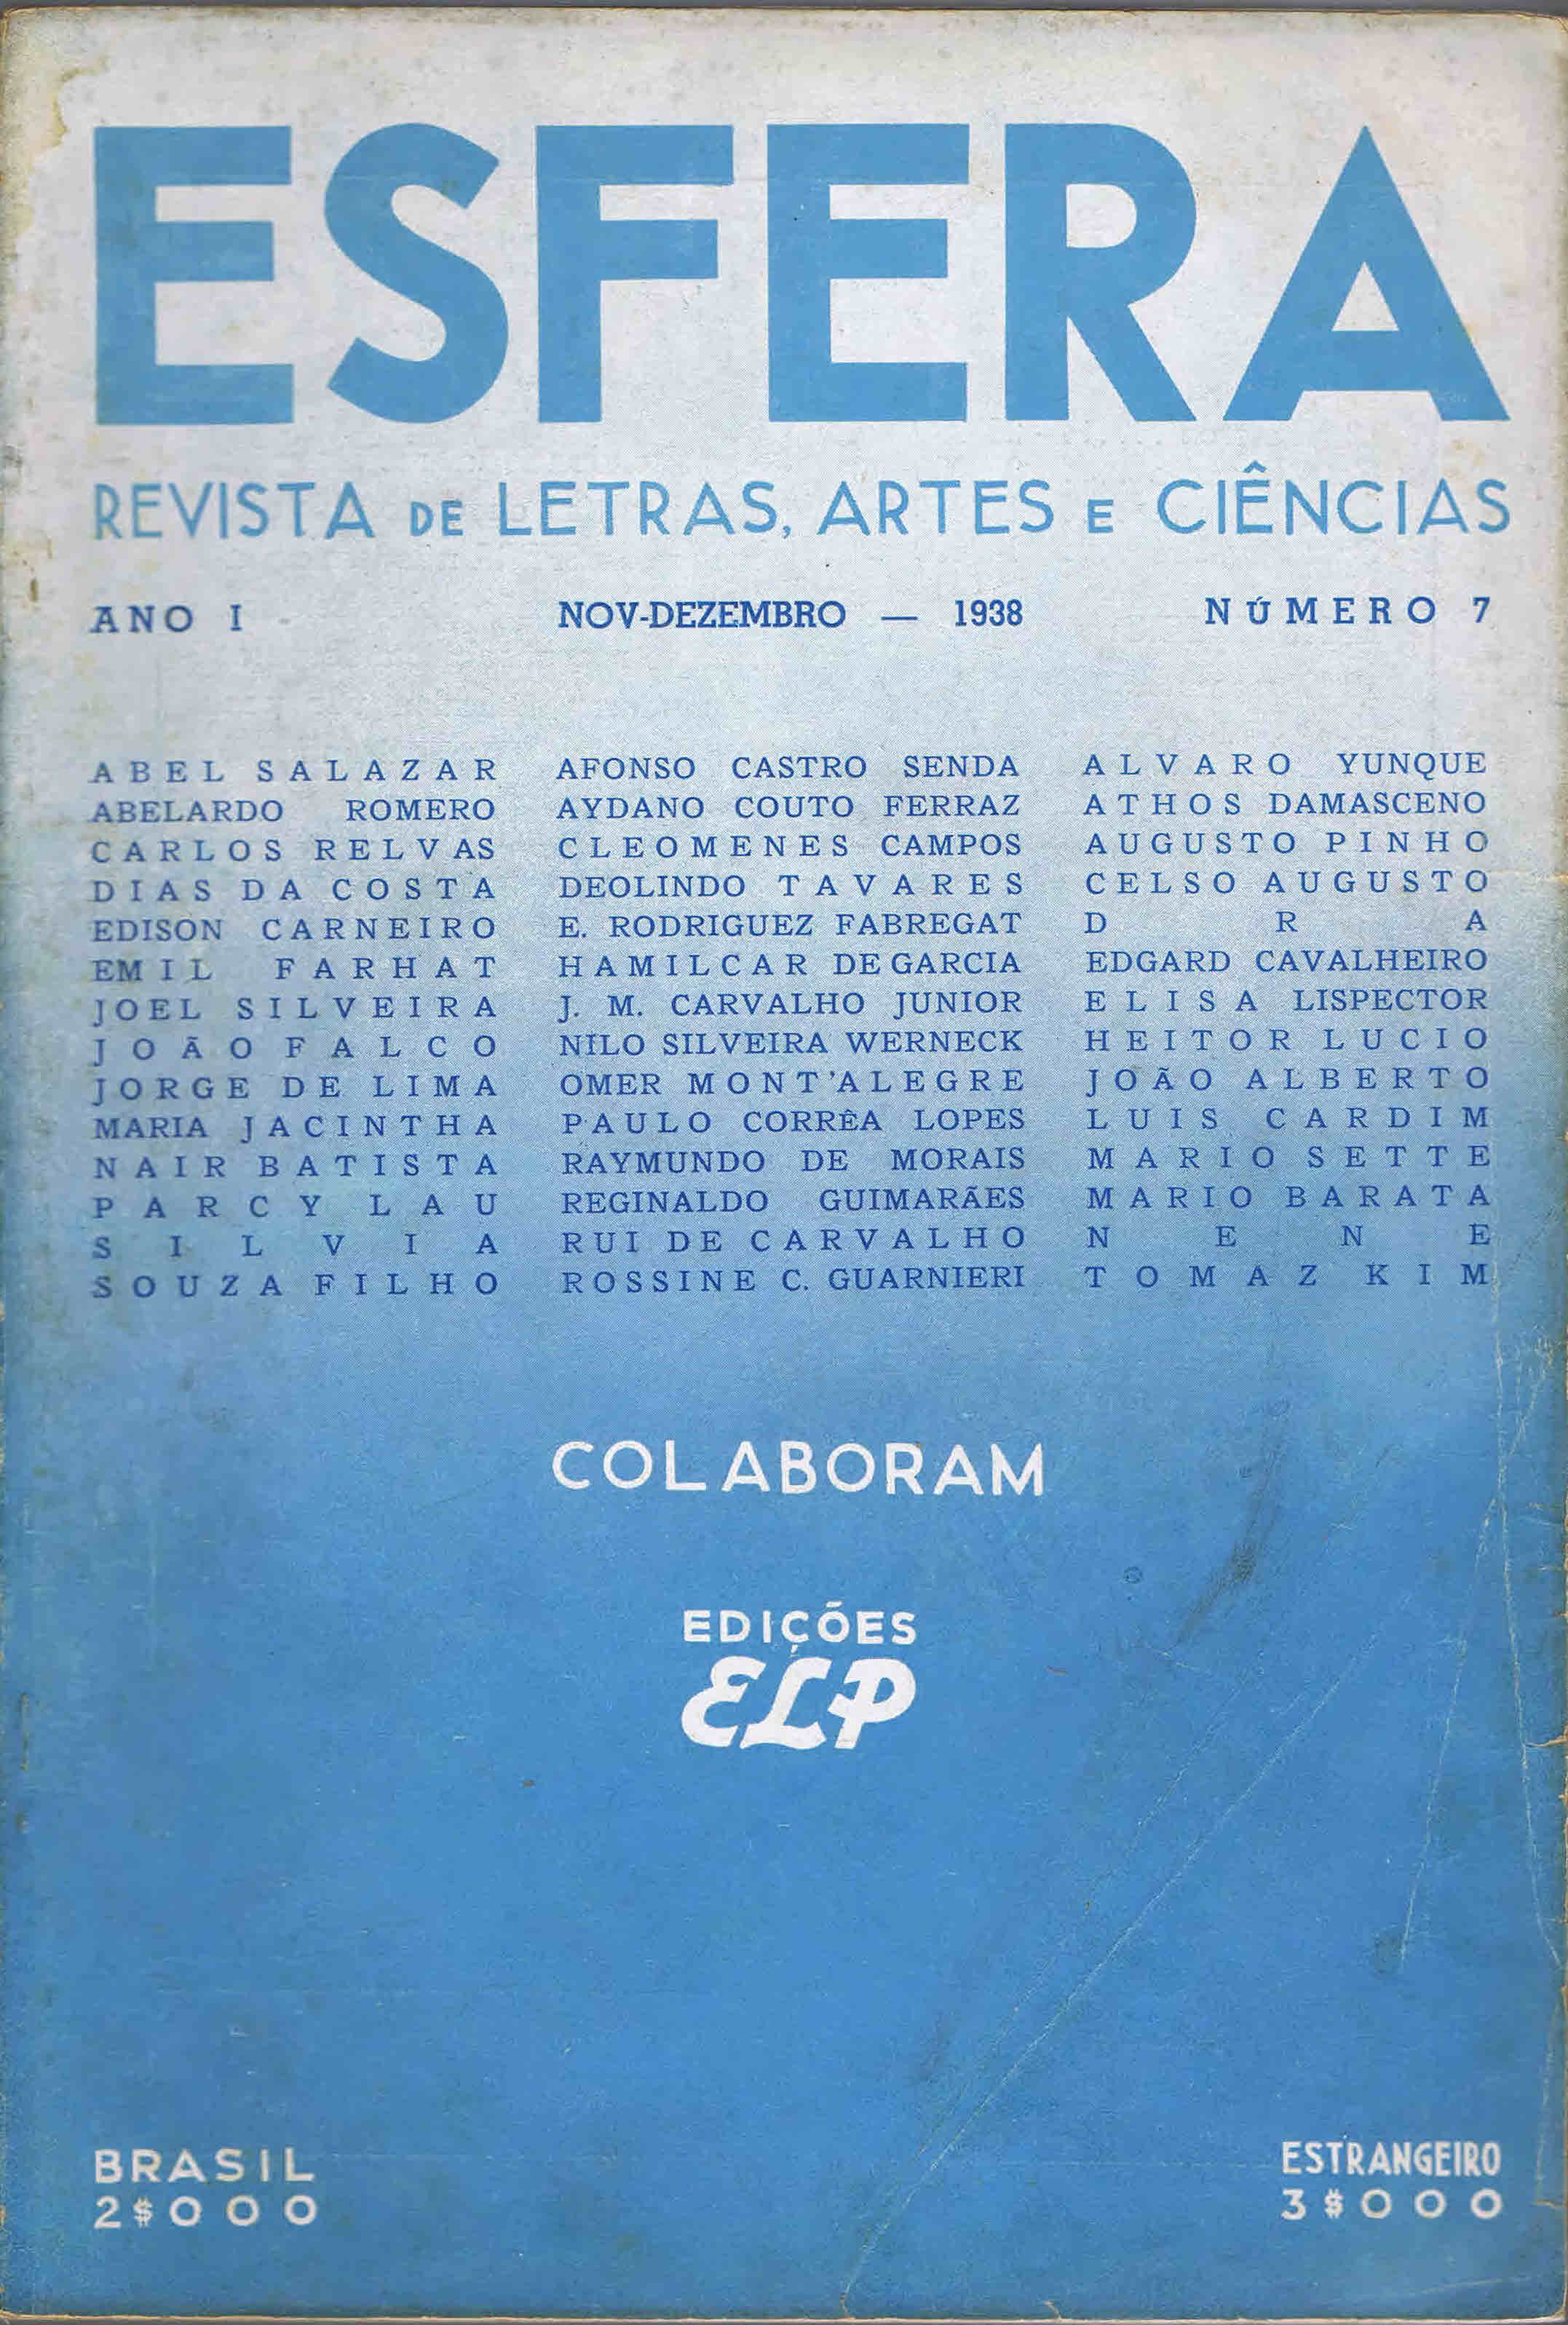 ESFERA
REVISTA DE LETRAS, ARTES E CIÊNCIAS
ANO I NOV-DEZEMBRO — 1938 NÚMERO 7
ABEL SALAZAR
ABELARDO ROMERO
CARLOS RELVAS
DIAS DA COSTA
EDISON CARNEIRO
EMIL FARHAT
JOEL SILVEIRA
JOÃO FALCO
JORGE DE LIMA
MARIA JACINTHA
NAIR BATISTA
PARCY LAU
SILVIA
SOUZA FILHO
AFONSO CASTRO SENDA
AYDANO COUTO FERRAZ
CLEOMENES CAMPOS
DEOLINDO TAVARES
E. RODRIGUEZ FABREGAT
HAMILCAR DE GARCIA
J. M. CARVALHO JUNIOR
NILO SILVEIRA WERNECK
OMER MONT'ALEGRE
PAULO CORRÊA LOPES
RAYMUNDO DE MORAIS
REGINALDO GUIMARÃES
RUI DE CARVALHO
ROSSINE C. GUARNIERI
ALVARO YUNQUE
ATHOS DAMASCENO
AUGUSTO PINHO
CELSO AUGUSTO
DRA
EDGARD CAVALHEIRO
ELISA LISPECTOR
HEITOR LUCIO
JOÃO ALBERTO
LUIS CARDIM
MARIO SETTE
MARIO BARATA
NENE
TOMAZ KIM
COLABORAM
EDIÇÕES
ELP
BRASIL
2$000
ESTRANGEIRO
3$000